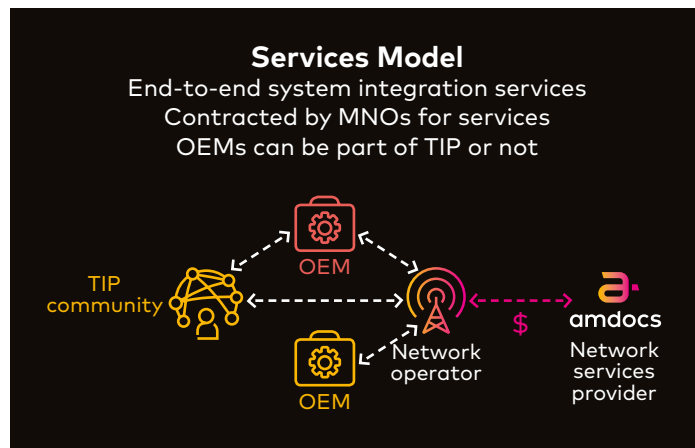 Services Model
End-to-end system integration services
Contracted by MNOs for services
OEMs can be part of TIP or not
OEM
TIP
community
$
amdocs
Network
operator
Network
services
provider
OEM